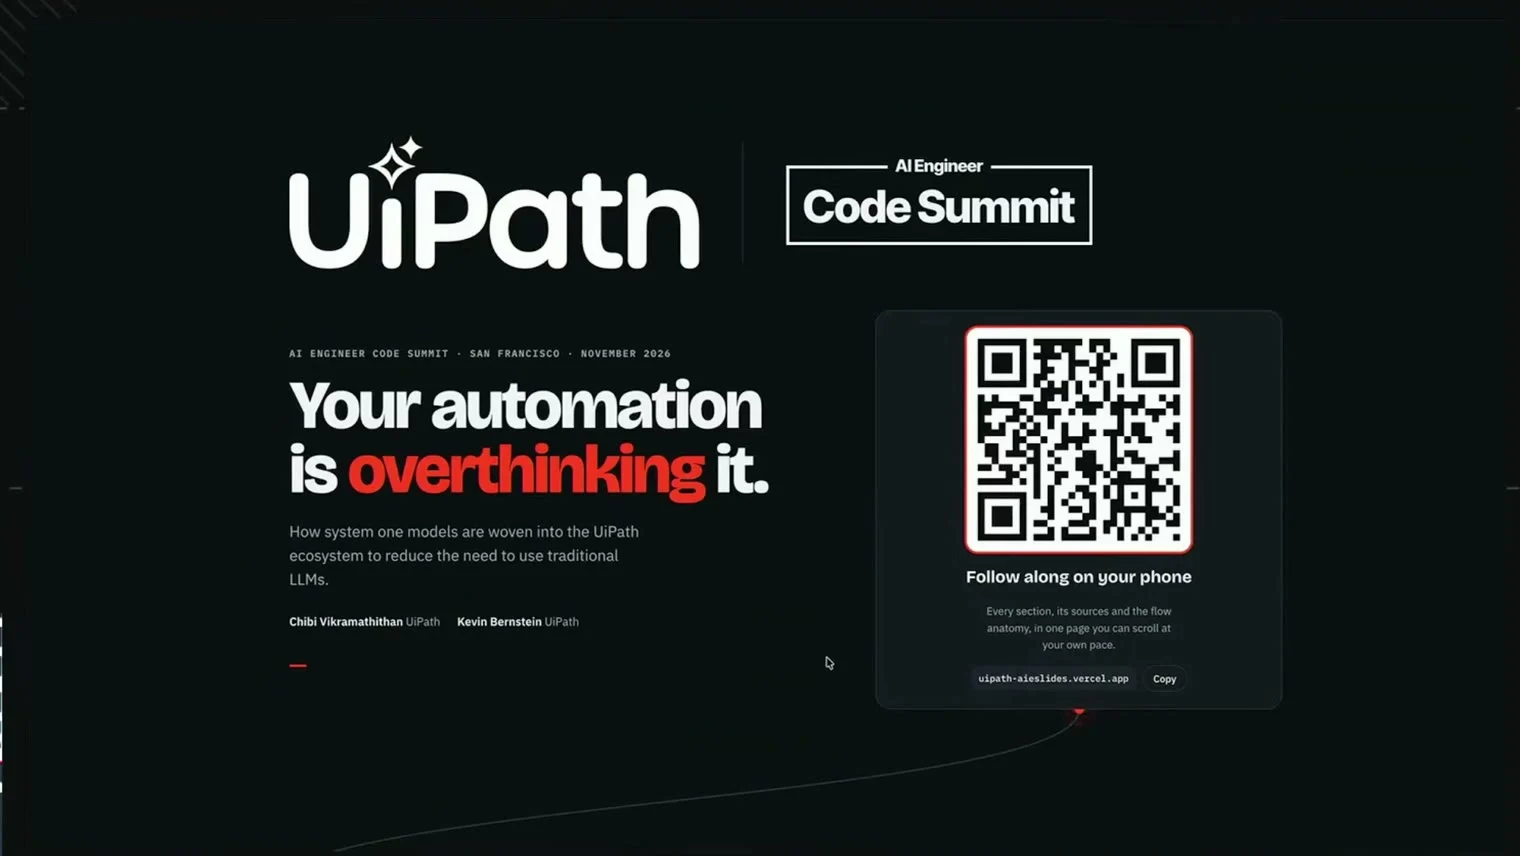 UiPath
AI Engineer
Code Summit
AI ENGINEER CODE SUMMIT · SAN FRANCISCO · NOVEMBER 2026
Your automation
is overthinking it.
How system one models are woven into the UiPath
ecosystem to reduce the need to use traditional
LLMs.
Chibi Vikramathithan UiPath Kevin Bernstein UiPath
Follow along on your phone
Every section, its sources and the flow
anatomy, in one page you can scroll at
your own pace.
uipath-aieslides.vercel.app Copy